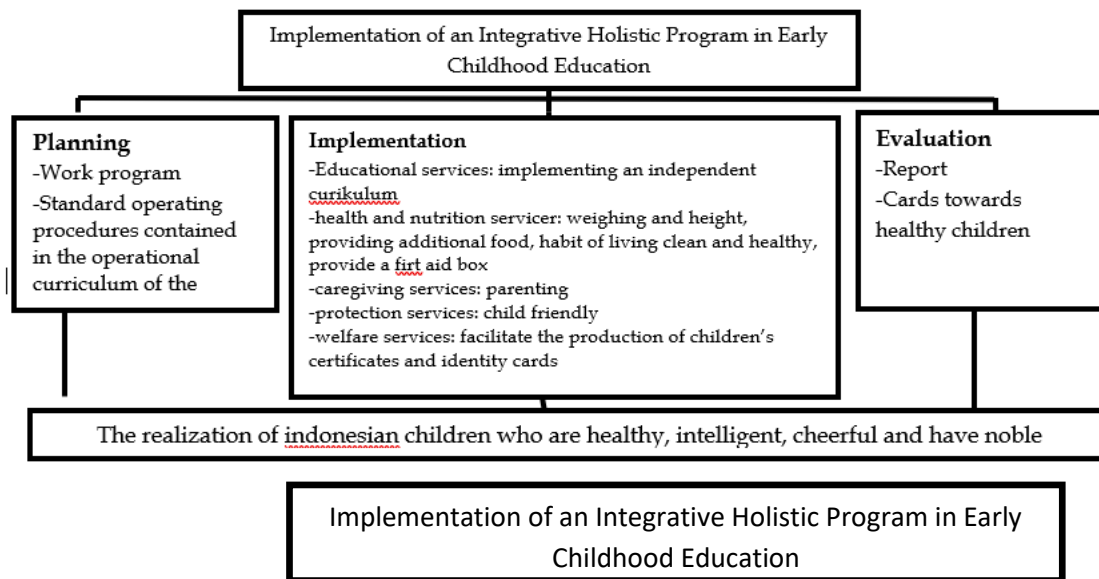 Implementation of an Integrative Holistic Program in Early
Childhood Education
Planning
-Work program
-Standard operating
procedures contained
in the operational
curriculum of the
Implementation
-Educational services: implementing an independent
curikulum
-health and nutrition servicer: weighing and height,
providing additional food, habit of living clean and healthy,
provide a firt aid box
-caregiving services: parenting
-protection services: child friendly
-welfare services: facilitate the production of children’s
certificates and identity cards
Evaluation
-Report
-Cards towards
healthy children
The realization of indonesian children who are healthy, intelligent, cheerful and have noble
Implementation of an Integrative Holistic Program in Early
Childhood Education